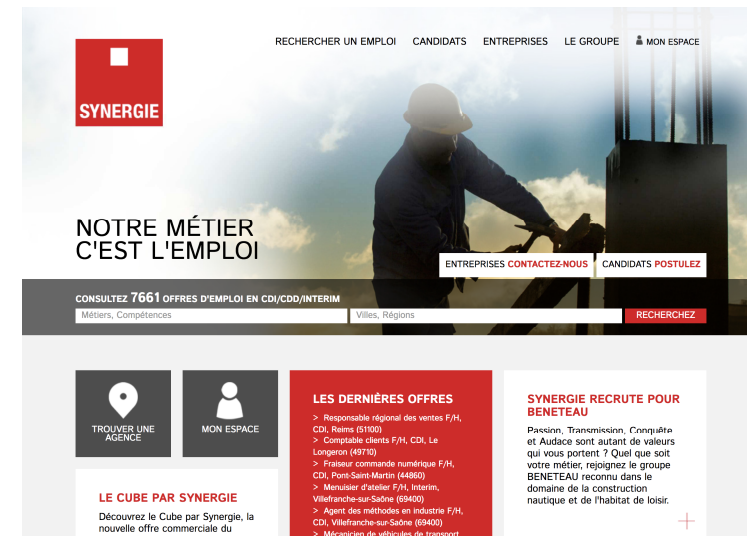 RECHERCHER UN EMPLOI CANDIDATS ENTREPRISES LE GROUPE MON ESPACE
SYNERGIE
NOTRE MÉTIER
C'EST L'EMPLOI
ENTREPRISES CONTACTEZ-NOUS CANDIDATS POSTULEZ
CONSULTEZ 7661 OFFRES D'EMPLOI EN CDI/CDD/INTERIM
Métiers, Compétences Villes, Régions RECHERCHEZ
TROUVER UNE
AGENCE
MON ESPACE
LE CUBE PAR SYNERGIE
Découvrez le Cube par Synergie, la
nouvelle offre commerciale du
LES DERNIÈRES OFFRES
> Responsable régional des ventes F/H,
CDI, Reims (51100)
> Comptable clients F/H, CDI, Le
Longeron (49710)
> Fraiseur commande numérique F/H,
CDI, Pont-Saint-Martin (44860)
> Menuisier d'atelier F/H, Interim,
Villefranche-sur-Saône (69400)
> Agent des méthodes en industrie F/H,
CDI, Villefranche-sur-Saône (69400)
> Mécanicien de véhicules de transport
SYNERGIE RECRUTE POUR
BENETEAU
Passion, Transmission, Conquête
et Audace sont autant de valeurs
qui vous portent ? Quel que soit
votre métier, rejoignez le groupe
BENETEAU reconnu dans le
domaine de la construction
nautique et de l'habitat de loisir.